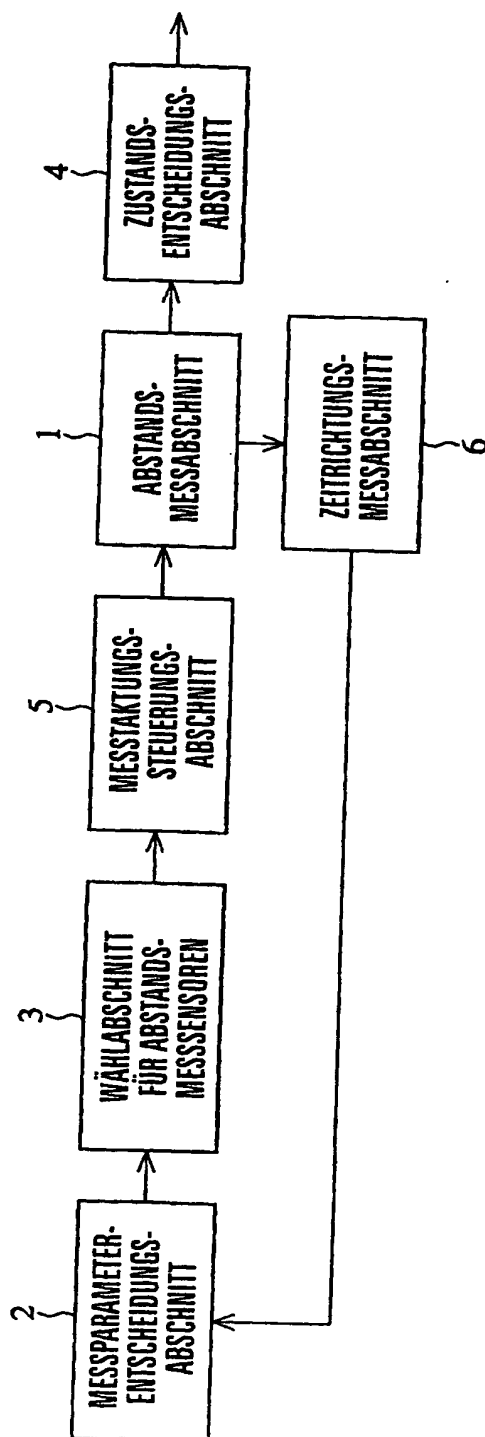 2
MESSPARAMETER-
ENTSCHEIDUNGS-
ABSCHNITT
3
WÄHLABSCHNITT
FÜR ABSTANDS-
MESSSENSOREN
5
MESSTAKTUNGS-
STEUERUNGS-
ABSCHNITT
1
ABSTANDS-
MESSABSCHNITT
4
ZUSTANDS-
ENTSCHEIDUNGS-
ABSCHNITT
ZEITRICHTUNGS-
MESSABSCHNITT
6